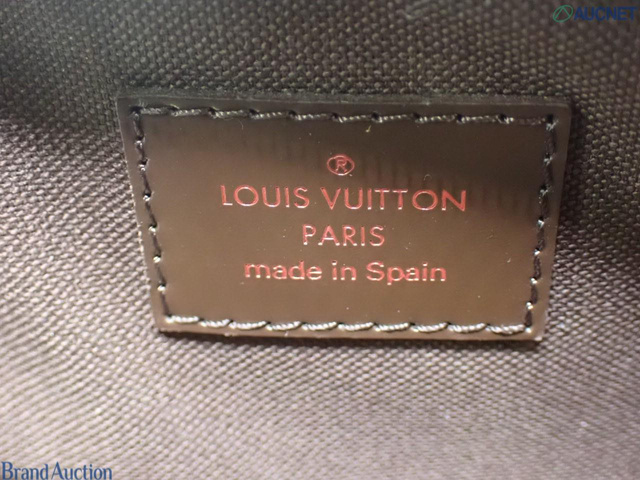 AUCNET
®
LOUIS VUITTON
PARIS
made in Spain
Brand Auction